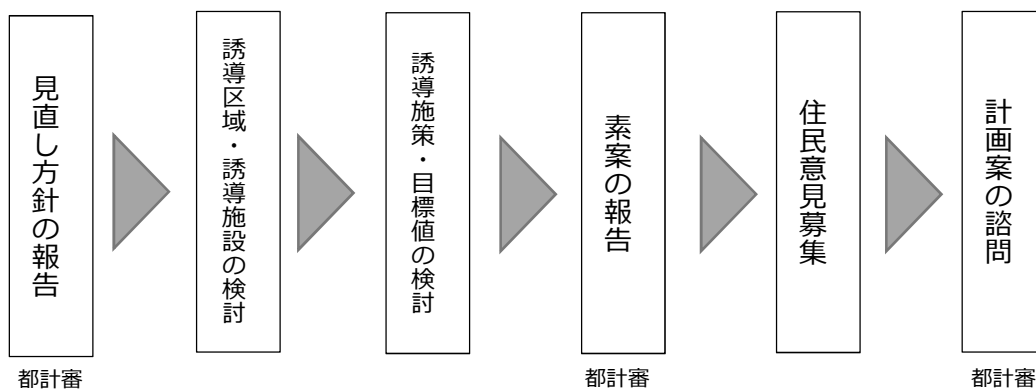 見直し方針の報告
誘導区域・誘導施設の検討
誘導施策・目標値の検討
素案の報告
住民意見募集
計画案の諮問
都計審
都計審
都計審